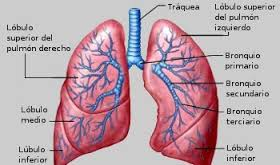 Tráquea
Lóbulo superior
del pulmón
izquierdo
Lóbulo
superior del
pulmón derecho
Bronquio
primario
Bronquio
secundario
Bronquio
terciario
Lóbulo
medio
Lóbulo
inferior
Lóbulo
inferior